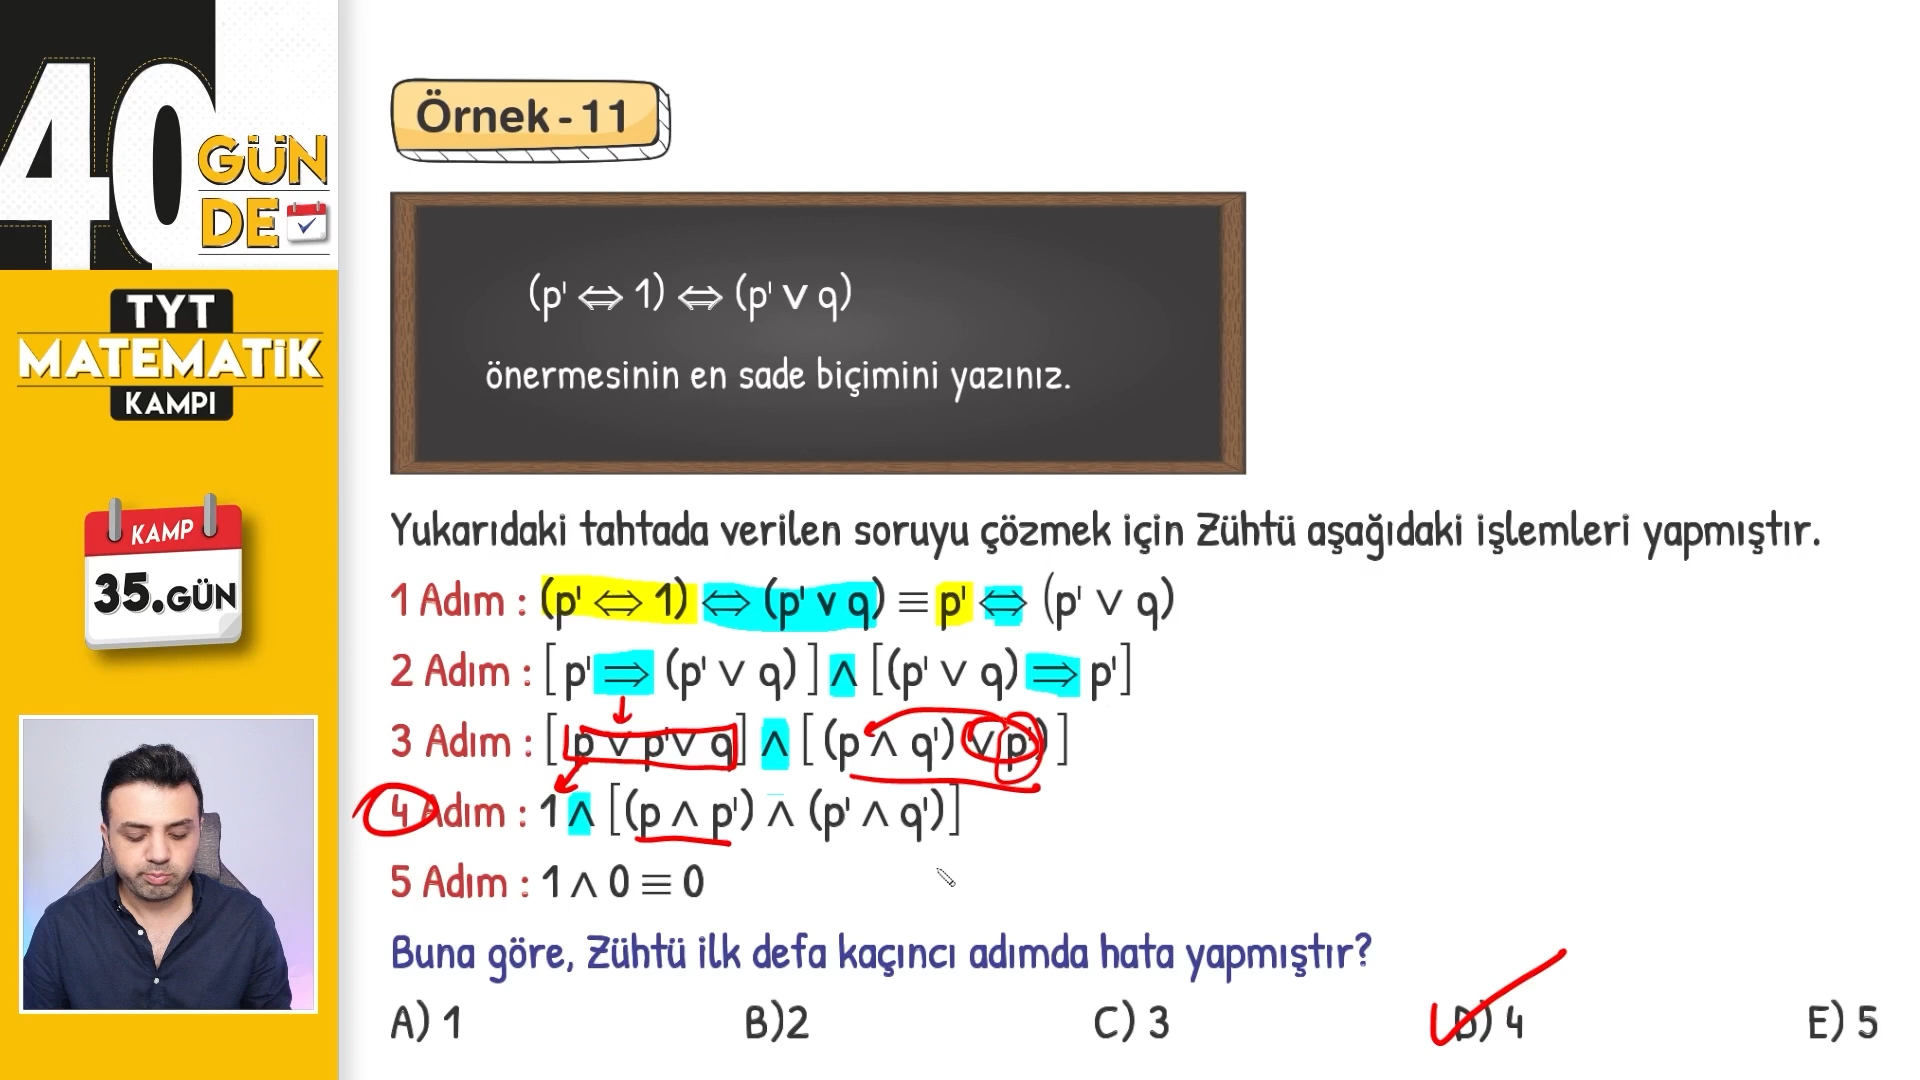 40
GÜN
DE
TYT
MATEMATİK
KAMPI
KAMP
35.GÜN
Örnek - 11
(p' ⇔ 1) ⇔ (p' ∨ q)
önermesinin en sade biçimini yazınız.
Yukarıdaki tahtada verilen soruyu çözmek için Zühtü aşağıdaki işlemleri yapmıştır.
1 Adım : (p' ⇔ 1) ⇔ (p' ∨ q) ≡ p' ⇔ (p' ∨ q)
2 Adım : [ p' ⇒ (p' ∨ q) ] ∧ [(p' ∨ q) ⇒ p']
3 Adım : [ p ∨ p' ∨ q] ∧ [ (p ∧ q') ∨ p') ]
4 Adım : 1 ∧ [(p ∧ p') ∧ (p' ∧ q')]
5 Adım : 1 ∧ 0 ≡ 0
Buna göre, Zühtü ilk defa kaçıncı adımda hata yapmıştır?
A) 1 B)2 C) 3 D) 4 E) 5